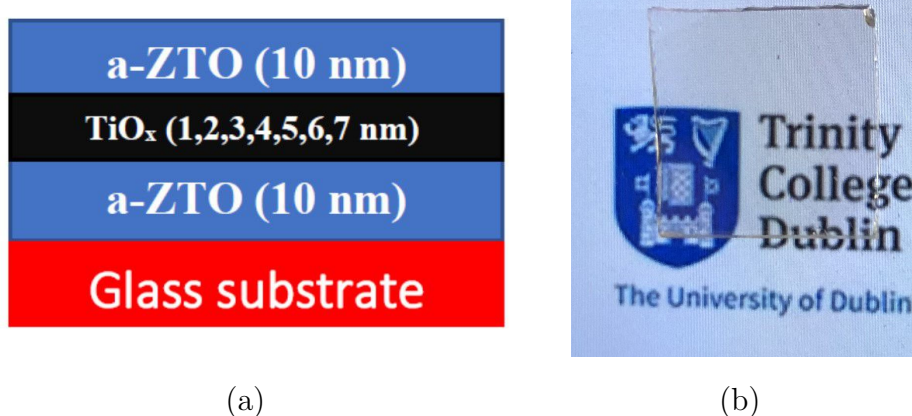 a-ZTO (10 nm)
TiOₓ (1,2,3,4,5,6,7 nm)
a-ZTO (10 nm)
Glass substrate
Trinity
College
Dublin
The University of Dublin
(a)
(b)